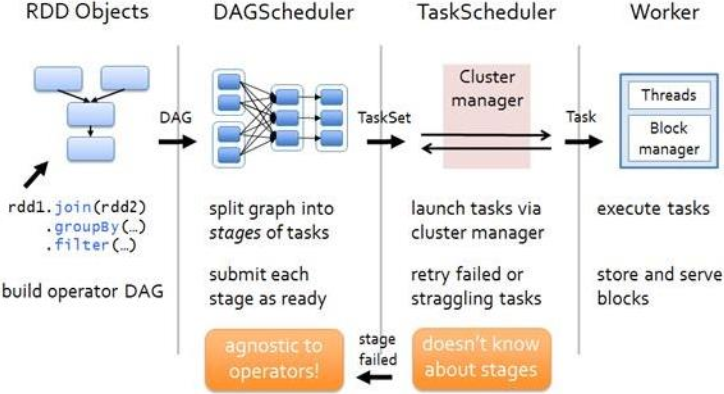 RDD Objects
DAG
rdd1.join(rdd2)
.groupBy(…)
.filter(…)
build operator DAG
DAGScheduler
TaskSet
split graph into
stages of tasks
submit each
stage as ready
agnostic to
operators!
stage
failed
TaskScheduler
Cluster
manager
Task
launch tasks via
cluster manager
retry failed or
straggling tasks
doesn't know
about stages
Worker
Threads
Block
manager
execute tasks
store and serve
blocks